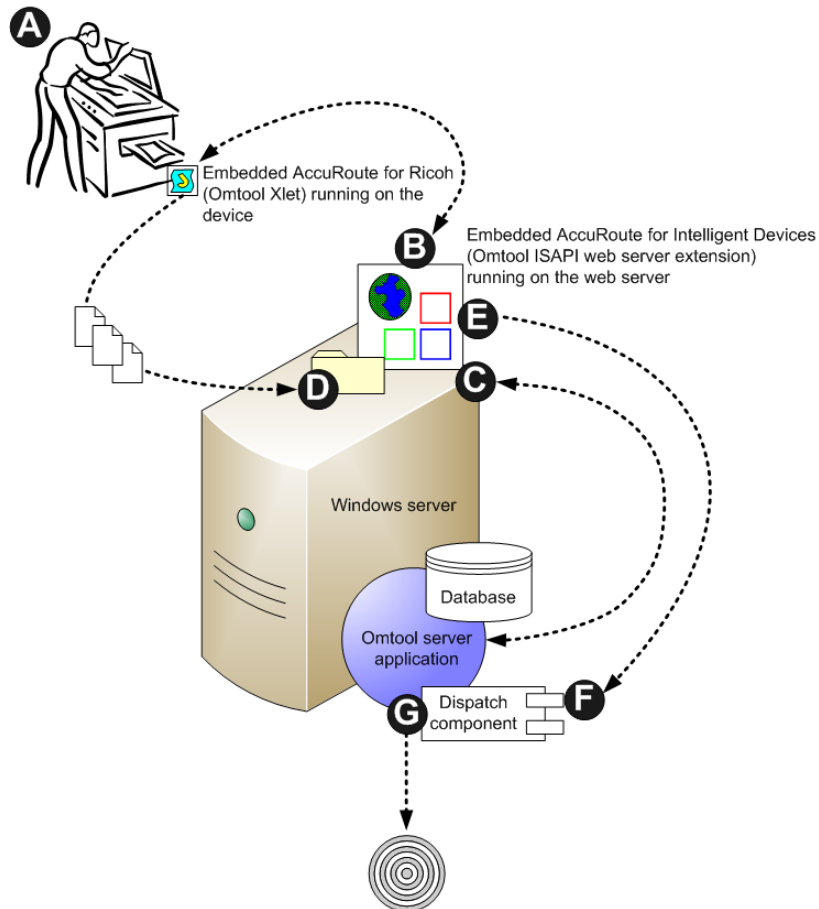 A
Embedded AccuRoute for Ricoh
(Omtool Xlet) running on the
device
B
Embedded AccuRoute for Intelligent Devices
(Omtool ISAPI web server extension)
running on the web server
E
D
C
Windows server
Database
Omtool server
application
Dispatch
component
F
G